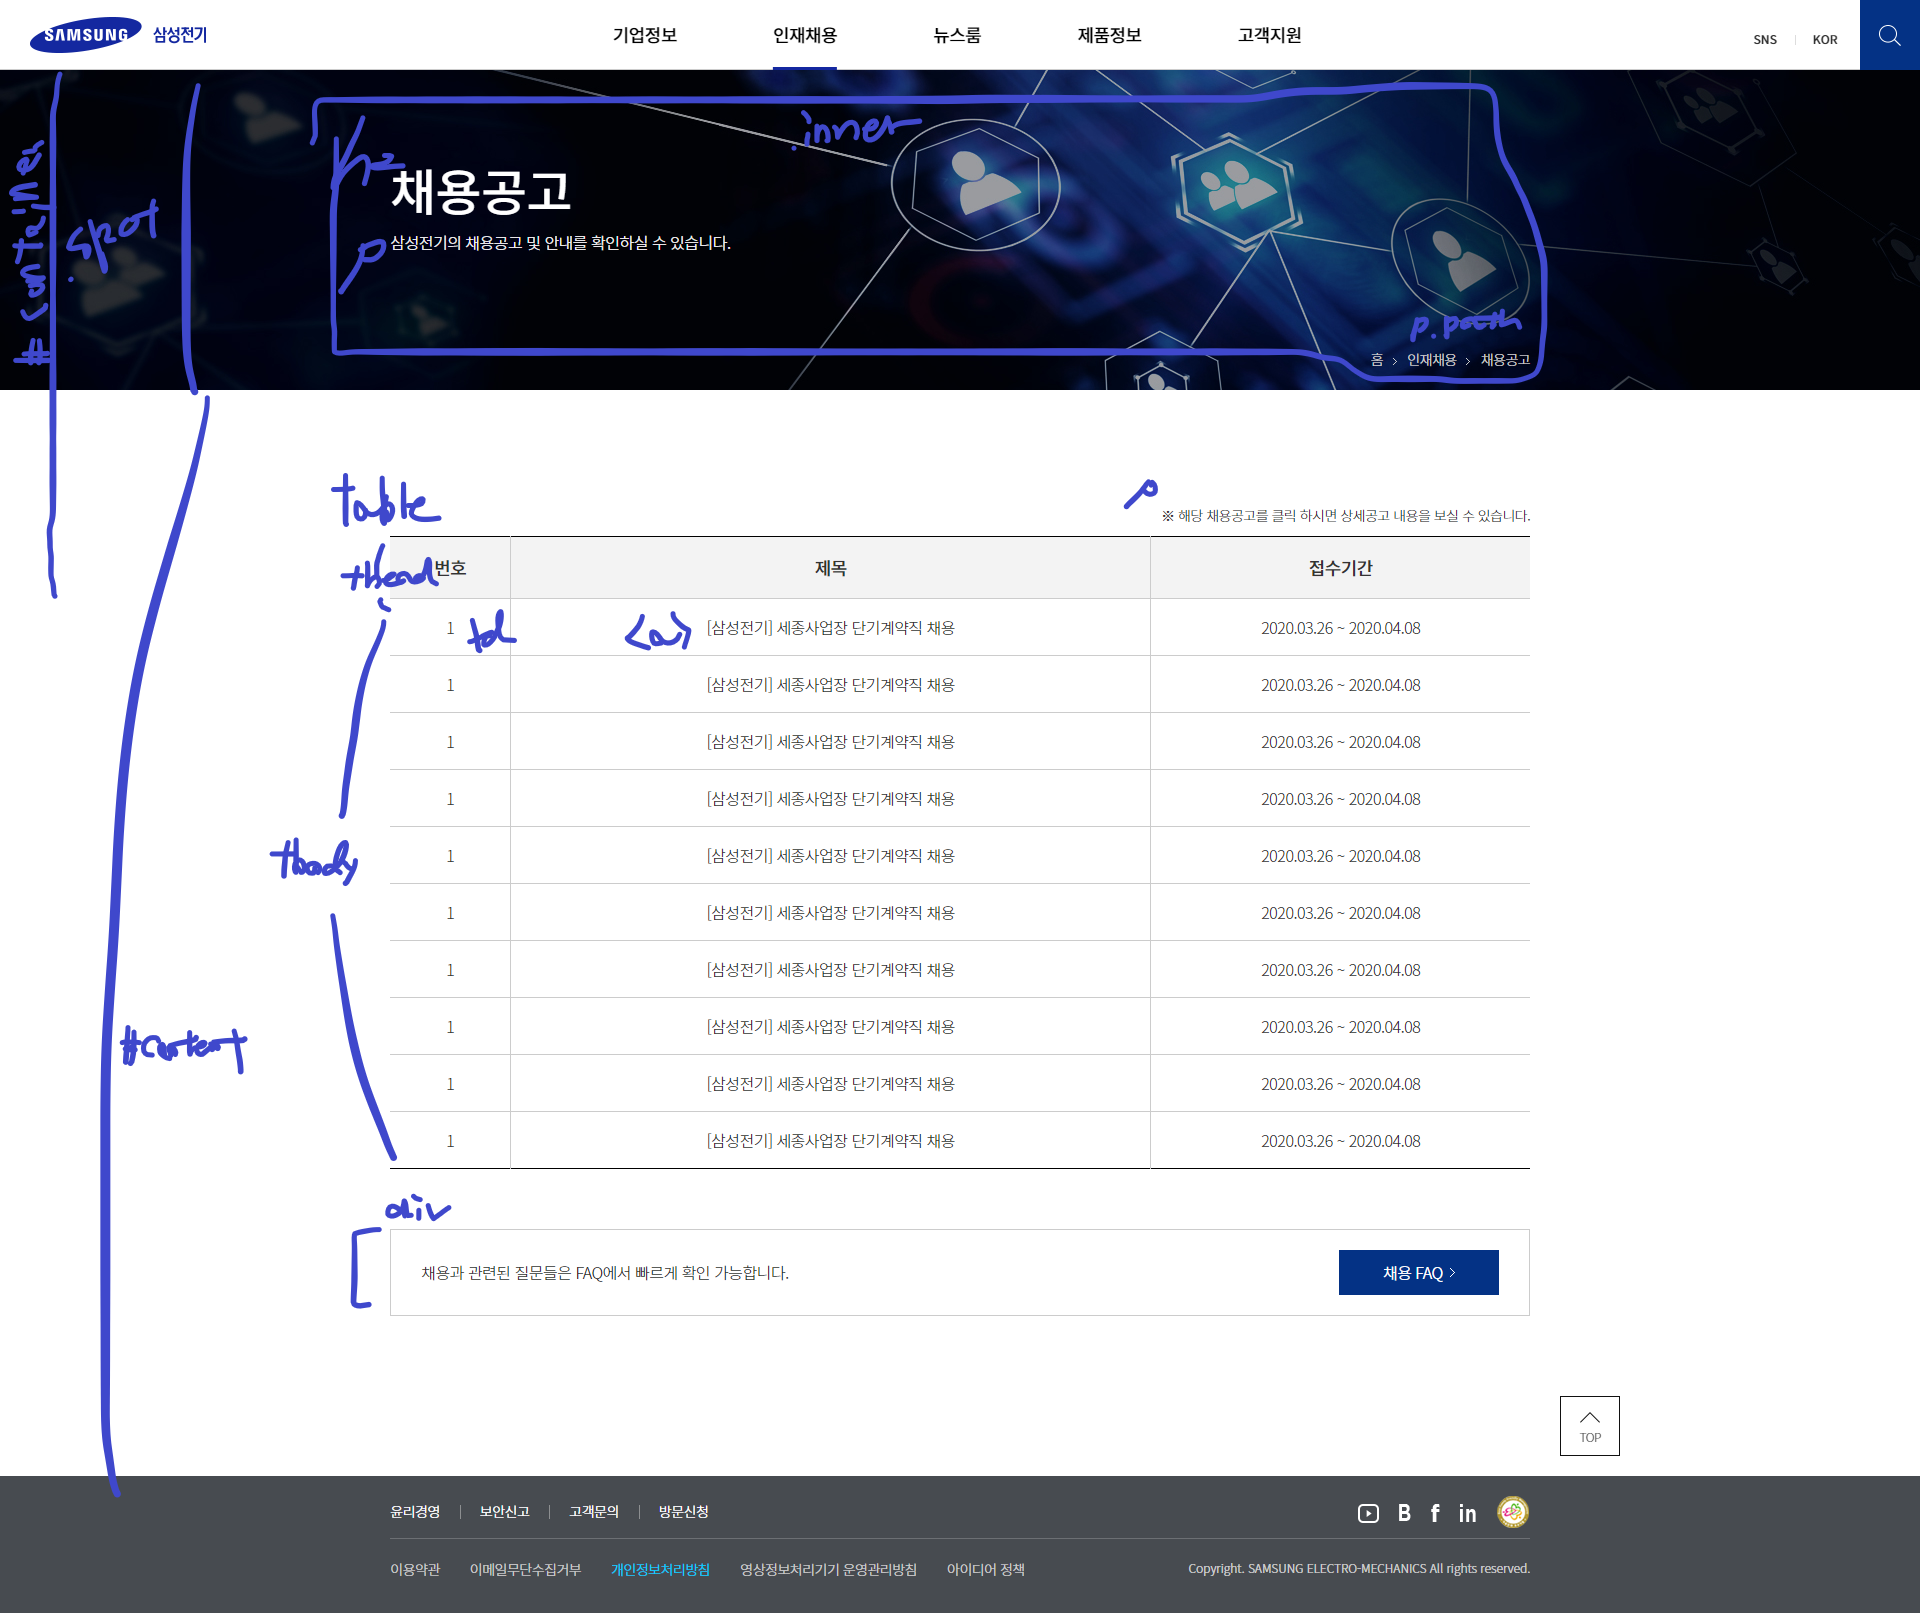 SAMSUNG 삼성전기 기업정보 인재채용 뉴스룸 제품정보 고객지원 SNS KOR
.inner
h2
채용공고
#container
.spot
p
삼성전기의 채용공고 및 안내를 확인하실 수 있습니다.
p.path
홈 > 인재채용 > 채용공고
table
p
※ 해당 채용공고를 클릭 하시면 상세공고 내용을 보실 수 있습니다.
thead
번호 제목 접수기간
1 td <a> [삼성전기] 세종사업장 단기계약직 채용 2020.03.26 ~ 2020.04.08
1 [삼성전기] 세종사업장 단기계약직 채용 2020.03.26 ~ 2020.04.08
1 [삼성전기] 세종사업장 단기계약직 채용 2020.03.26 ~ 2020.04.08
1 [삼성전기] 세종사업장 단기계약직 채용 2020.03.26 ~ 2020.04.08
tbody
1 [삼성전기] 세종사업장 단기계약직 채용 2020.03.26 ~ 2020.04.08
1 [삼성전기] 세종사업장 단기계약직 채용 2020.03.26 ~ 2020.04.08
1 [삼성전기] 세종사업장 단기계약직 채용 2020.03.26 ~ 2020.04.08
1 [삼성전기] 세종사업장 단기계약직 채용 2020.03.26 ~ 2020.04.08
#content
1 [삼성전기] 세종사업장 단기계약직 채용 2020.03.26 ~ 2020.04.08
1 [삼성전기] 세종사업장 단기계약직 채용 2020.03.26 ~ 2020.04.08
div
채용과 관련된 질문들은 FAQ에서 빠르게 확인 가능합니다. 채용 FAQ >
TOP
윤리경영 보안신고 고객문의 방문신청 B f in
이용약관 이메일무단수집거부 개인정보처리방침 영상정보처리기기 운영관리방침 아이디어 정책 Copyright. SAMSUNG ELECTRO-MECHANICS All rights reserved.